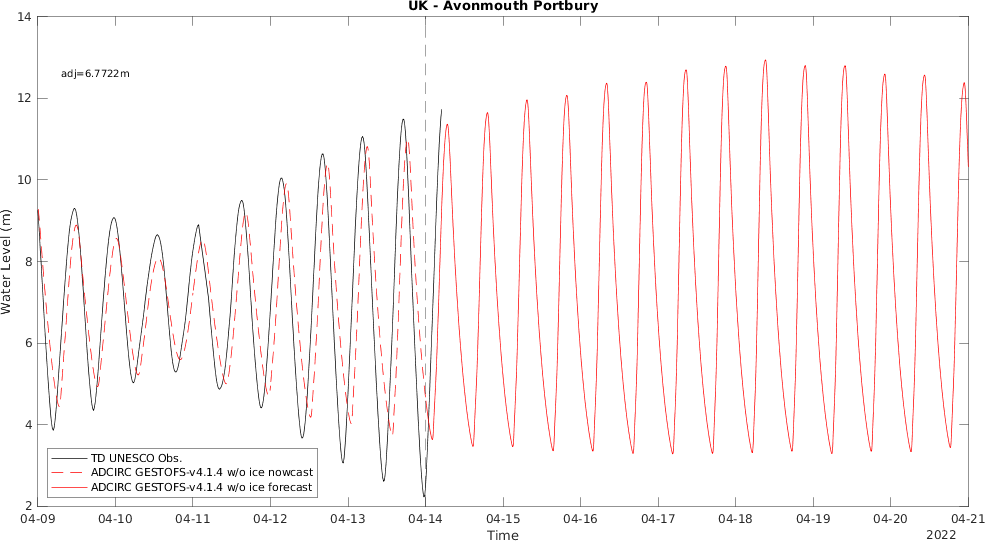 UK - Avonmouth Portbury
adj=6.7722m
Water Level (m)
14
12
10
8
6
4
2
TD UNESCO Obs.
ADCIRC GESTOFS-v4.1.4 w/o ice nowcast
ADCIRC GESTOFS-v4.1.4 w/o ice forecast
04-09 04-10 04-11 04-12 04-13 04-14 04-15 04-16 04-17 04-18 04-19 04-20 04-21
Time
2022